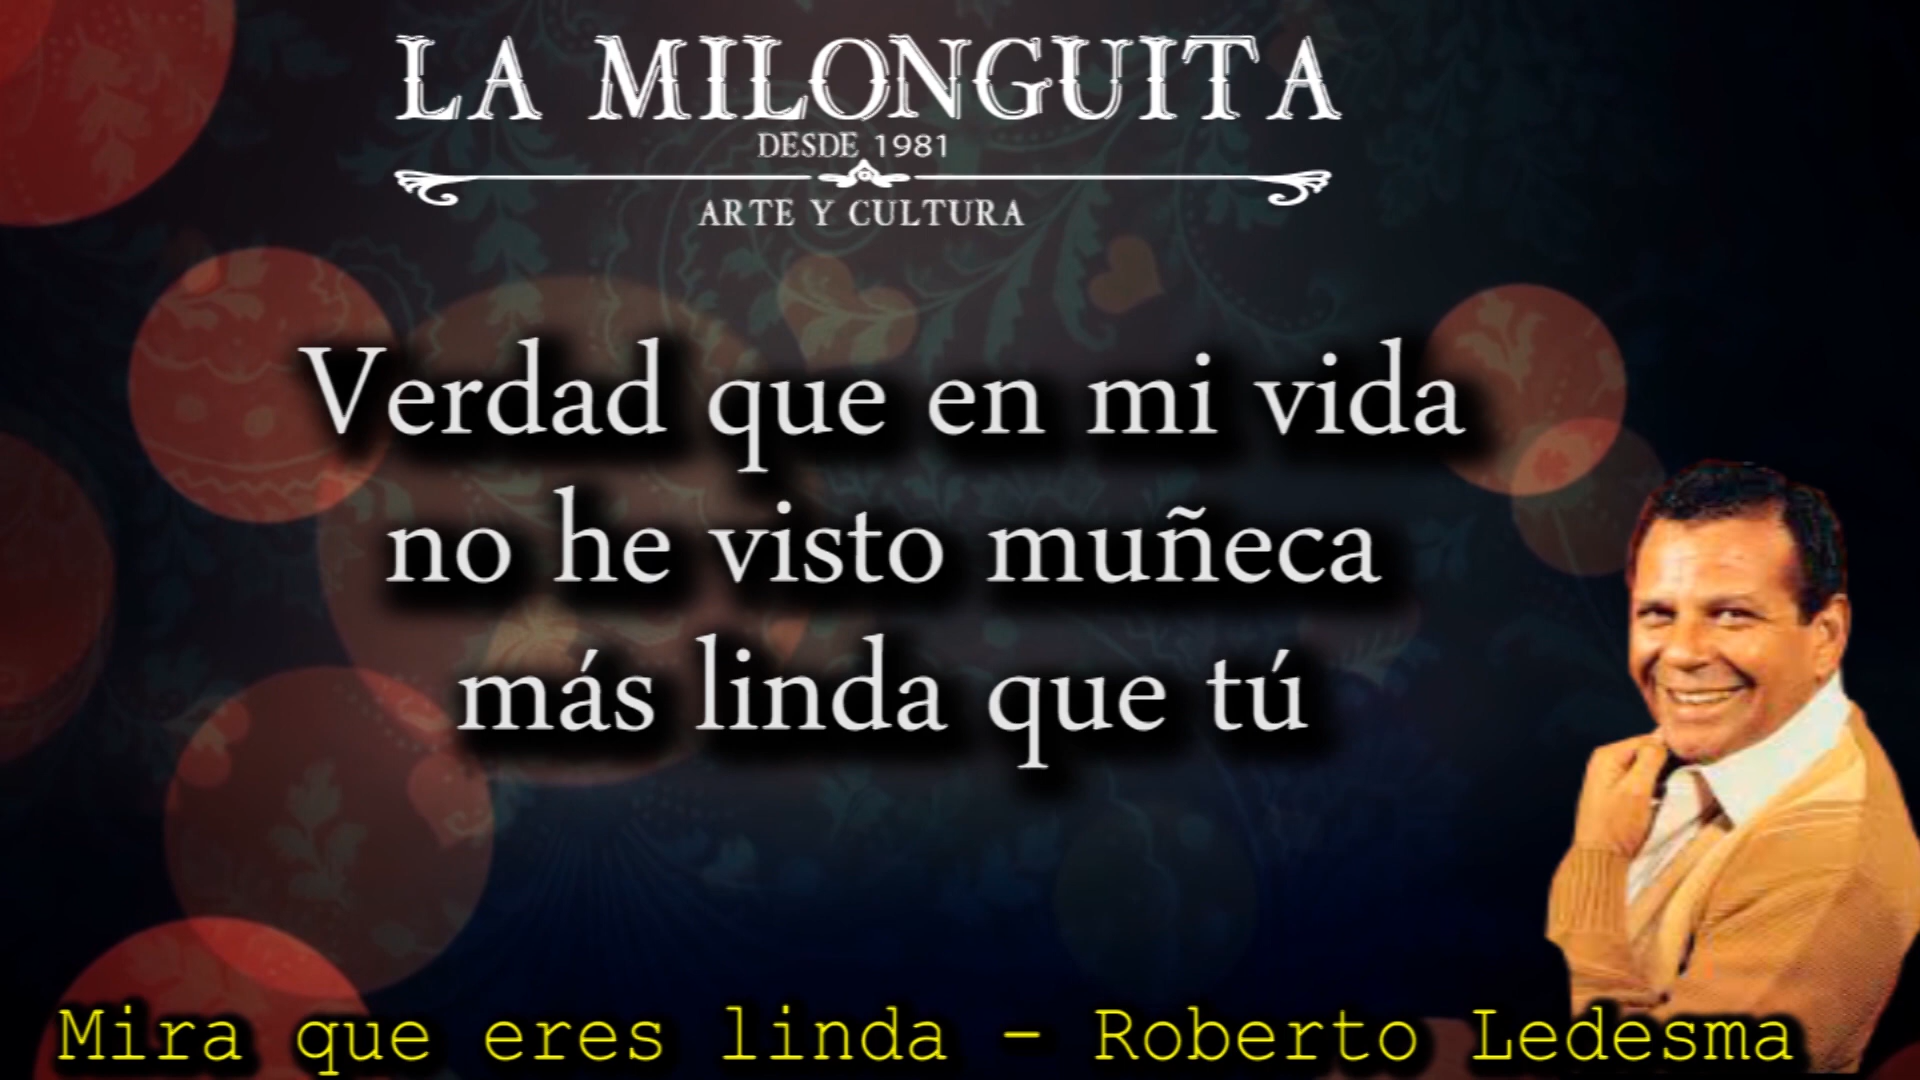 LA MILONGUITA
DESDE 1981
ARTE Y CULTURA
Verdad que en mi vida
no he visto muñeca
más linda que tú
Mira que eres linda - Roberto Ledesma